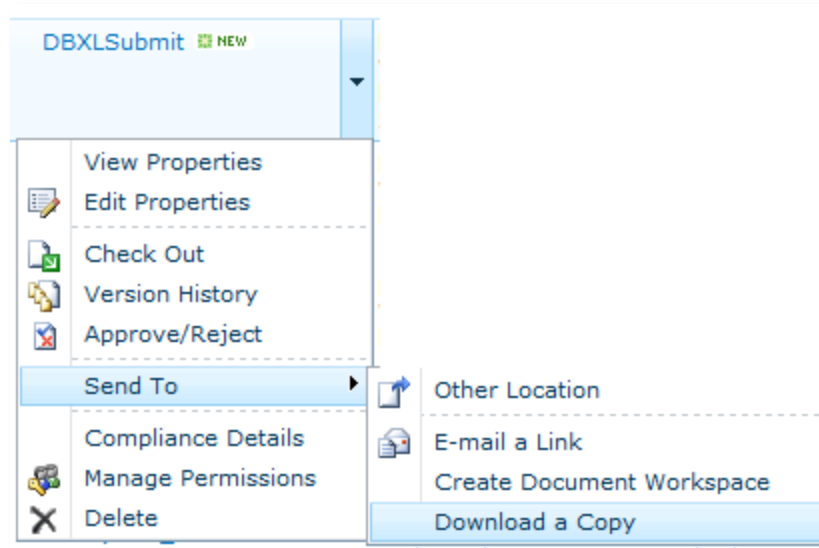 DBXLSubmit NEW
View Properties
Edit Properties
Check Out
Version History
Approve/Reject
Send To
Other Location
E-mail a Link
Create Document Workspace
Download a Copy
Compliance Details
Manage Permissions
Delete